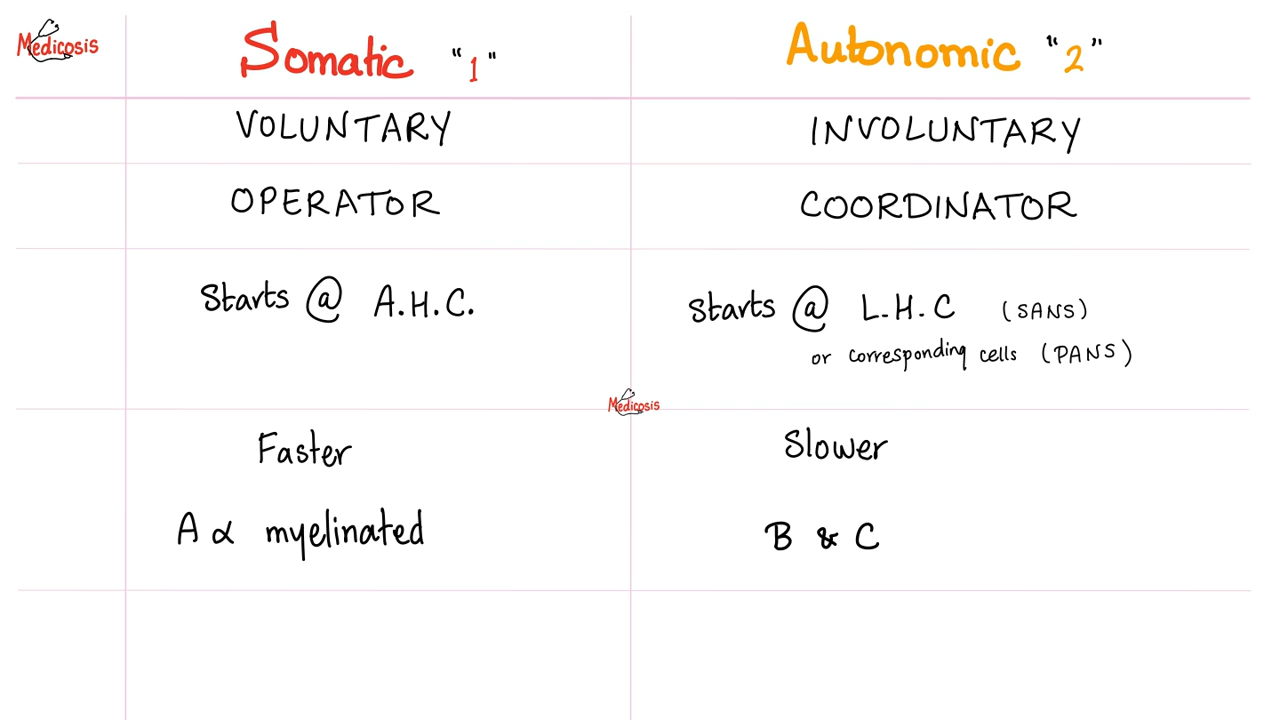 Medicosis
Somatic "1"
Autonomic "2"
VOLUNTARY
INVOLUNTARY
OPERATOR
COORDINATOR
Starts @ A.H.C.
Starts @ L.H.C (SANS)
or corresponding cells (PANS)
Medicosis
Faster
Slower
A α myelinated
B & C